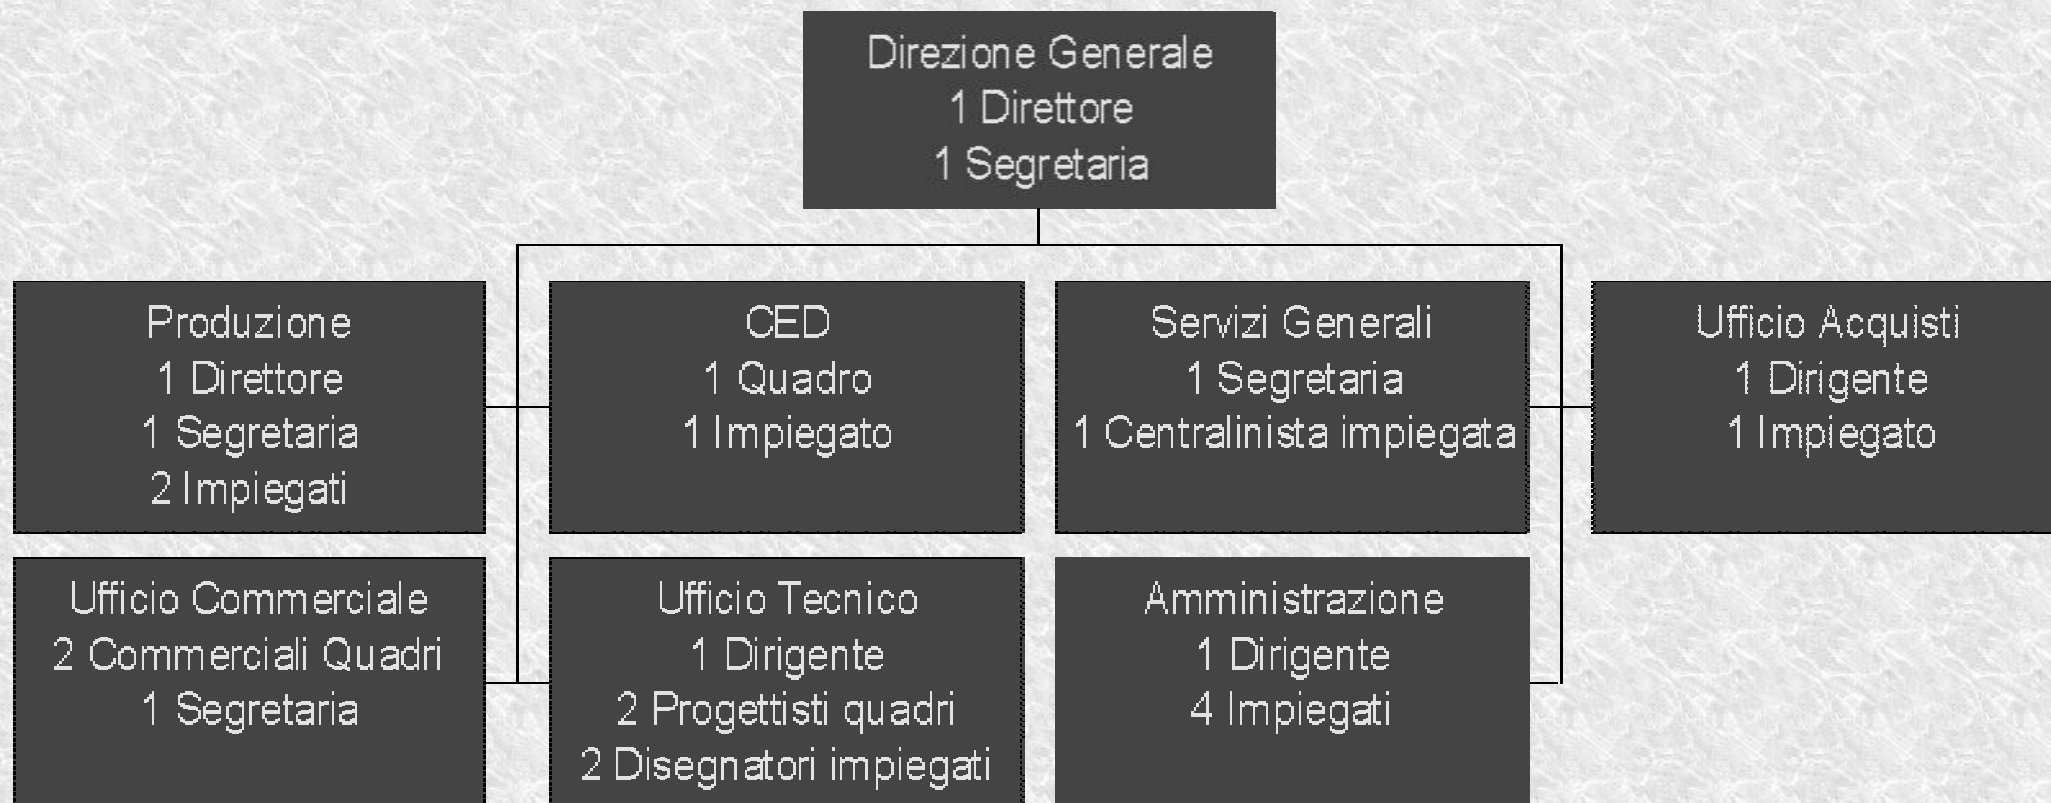 Direzione Generale
1 Direttore
1 Segretaria
Produzione
1 Direttore
1 Segretaria
2 Impiegati
CED
1 Quadro
1 Impiegato
Servizi Generali
1 Segretaria
1 Centralinista impiegata
Ufficio Acquisti
1 Dirigente
1 Impiegato
Ufficio Commerciale
2 Commerciali Quadri
1 Segretaria
Ufficio Tecnico
1 Dirigente
2 Progettisti quadri
2 Disegnatori impiegati
Amministrazione
1 Dirigente
4 Impiegati